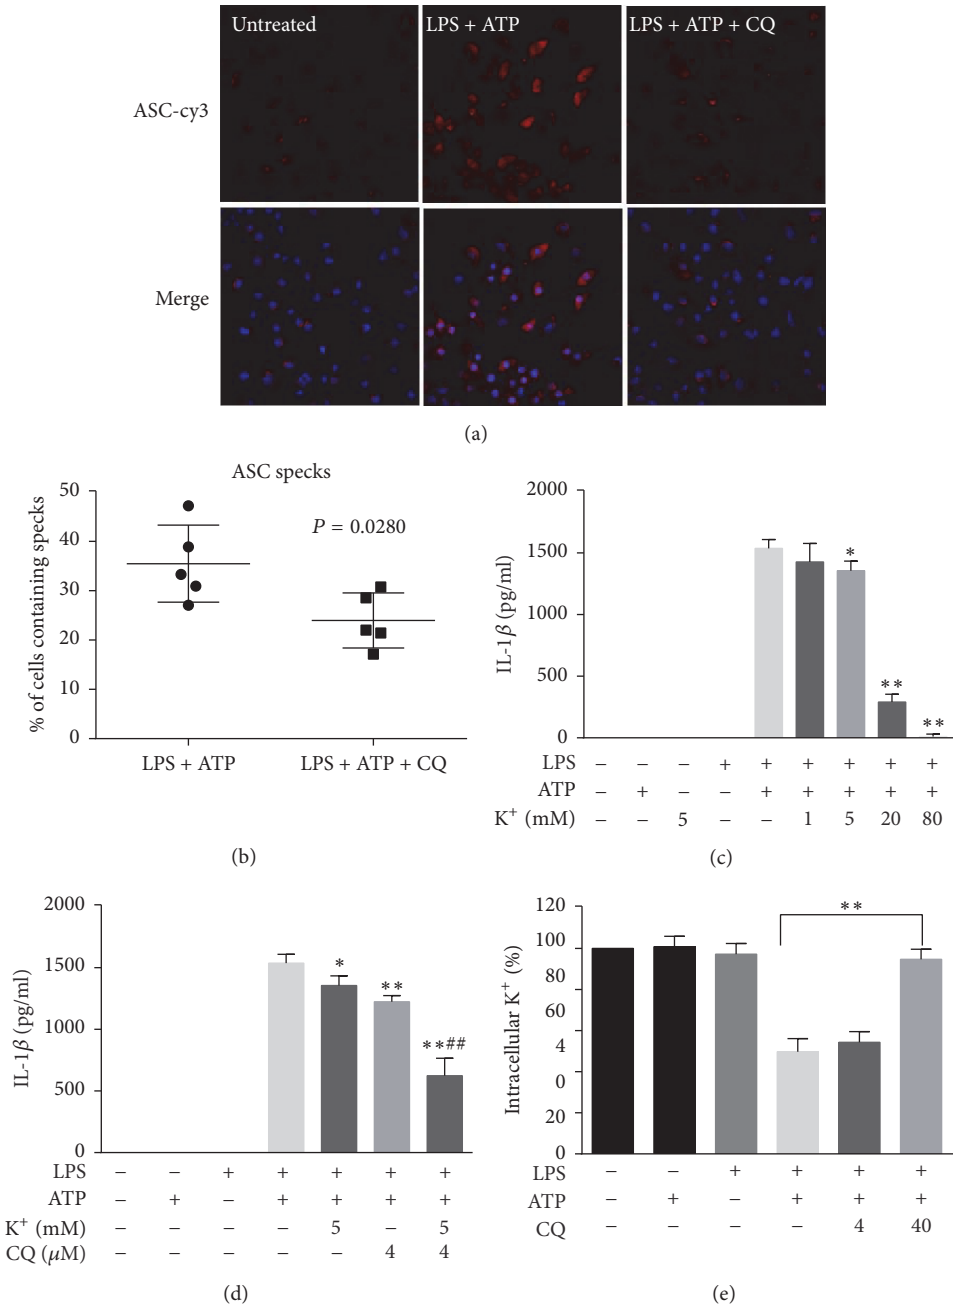 Untreated
LPS + ATP
LPS + ATP + CQ
ASC-cy3
Merge
(a)
ASC specks
% of cells containing specks
50
40
30
20
10
0
P = 0.0280
LPS + ATP
LPS + ATP + CQ
(b)
IL-1β (pg/ml)
2000
1500
1000
500
0
*
**
**
LPS − − − + + + + + +
ATP − + − − + + + + +
K+ (mM) − − 5 − − 1 5 20 80
(c)
IL-1β (pg/ml)
2000
1500
1000
500
0
*
**
**##
LPS − − + + + + +
ATP − + − + + + +
K+ (mM) − − − − 5 − 5
CQ (μM) − − − − − 4 4
(d)
Intracellular K+ (%)
120
100
80
60
4
0
20
0
**
LPS − − + + + +
ATP − + − + + +
CQ − − − − 4 40
(e)